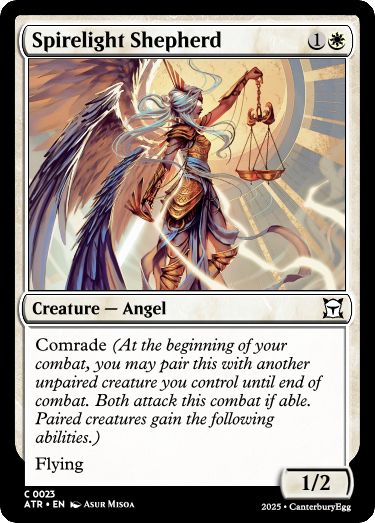 Spirelight Shepherd 1
Creature — Angel
Comrade (At the beginning of your
combat, you may pair this with another
unpaired creature you control until end of
combat. Both attack this combat if able.
Paired creatures gain the following
abilities.)
Flying
1/2
C 0023
ATR • EN Asur Misoa
2025 • CanterburyEgg